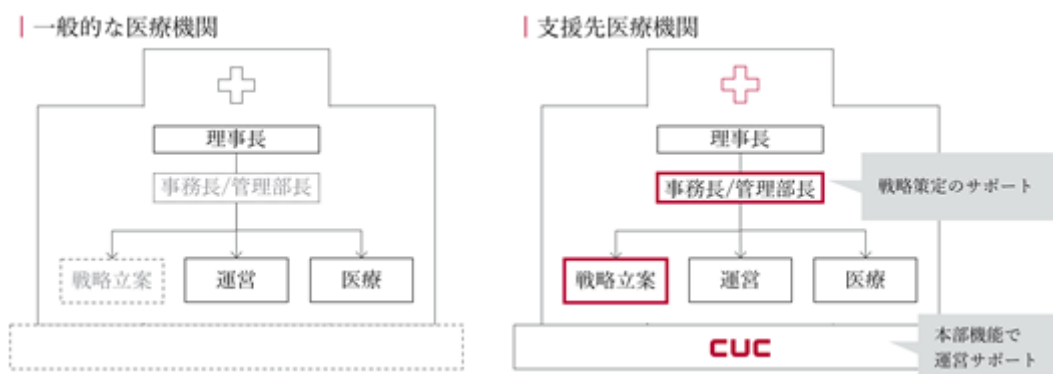 一般的な医療機関
理事長
事務長/管理部長
戦略立案
運営
医療
支援先医療機関
理事長
事務長/管理部長
戦略策定のサポート
戦略立案
運営
医療
CUC
本部機能で
運営サポート